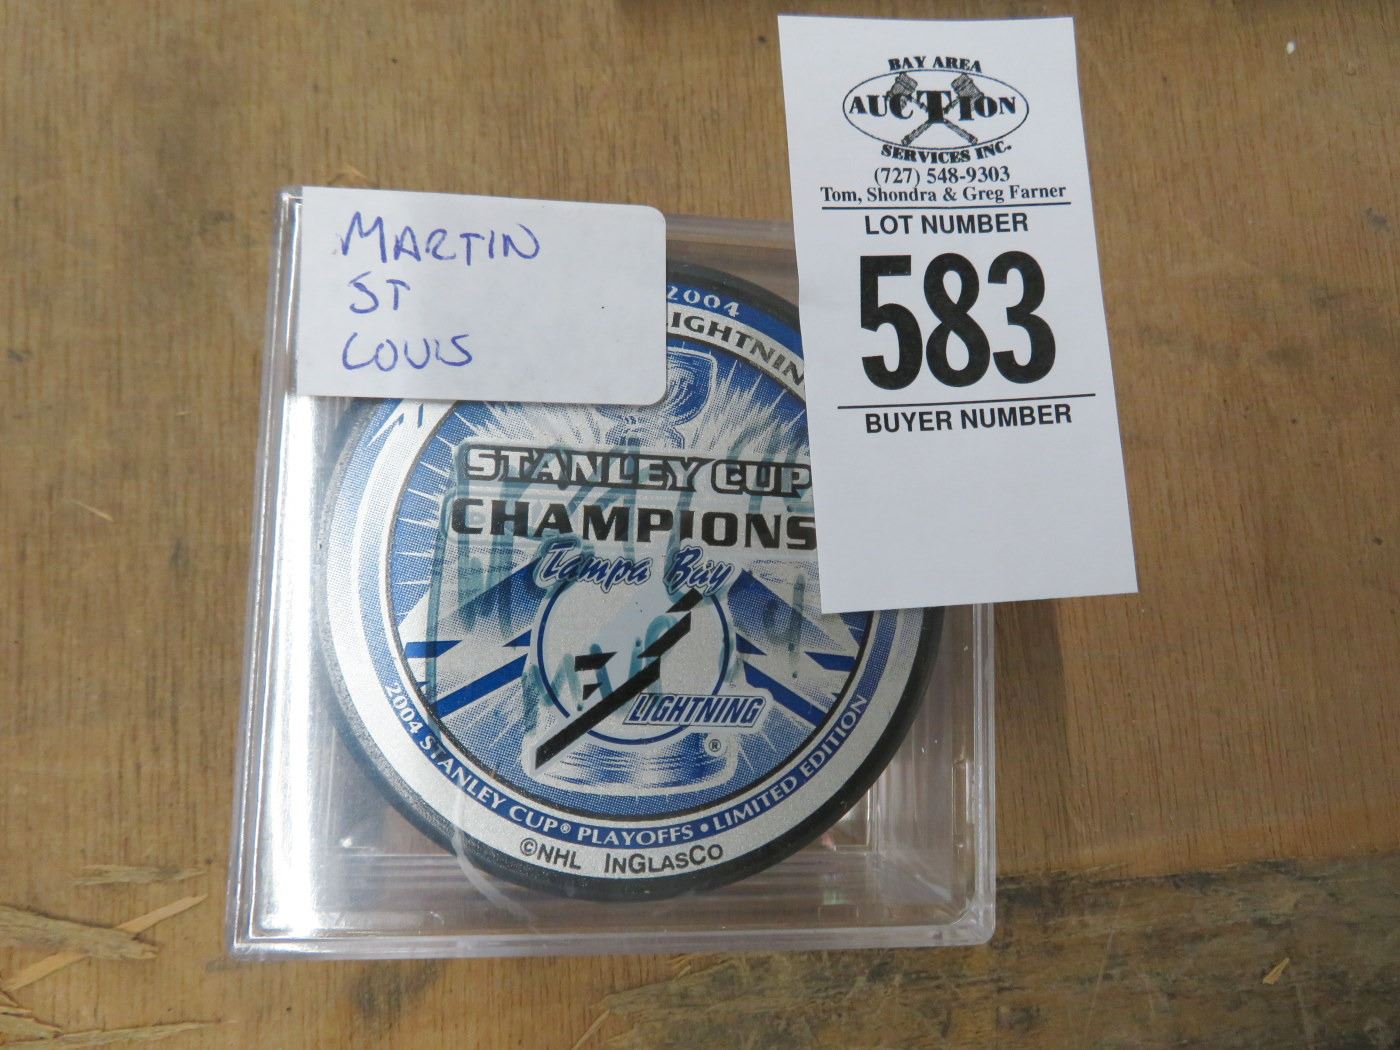 MARTIN
ST
LOUIS
BAY AREA
AUCTION
SERVICES INC.
(727) 548-9303
Tom, Shondra & Greg Farner
LOT NUMBER
583
BUYER NUMBER
2004
LIGHTNIN
STANLEY CUP
CHAMPIONS
Tampa Bay
LIGHTNING
®
2004 STANLEY CUP® PLAYOFFS • LIMITED EDITION
©NHL INGLASCO